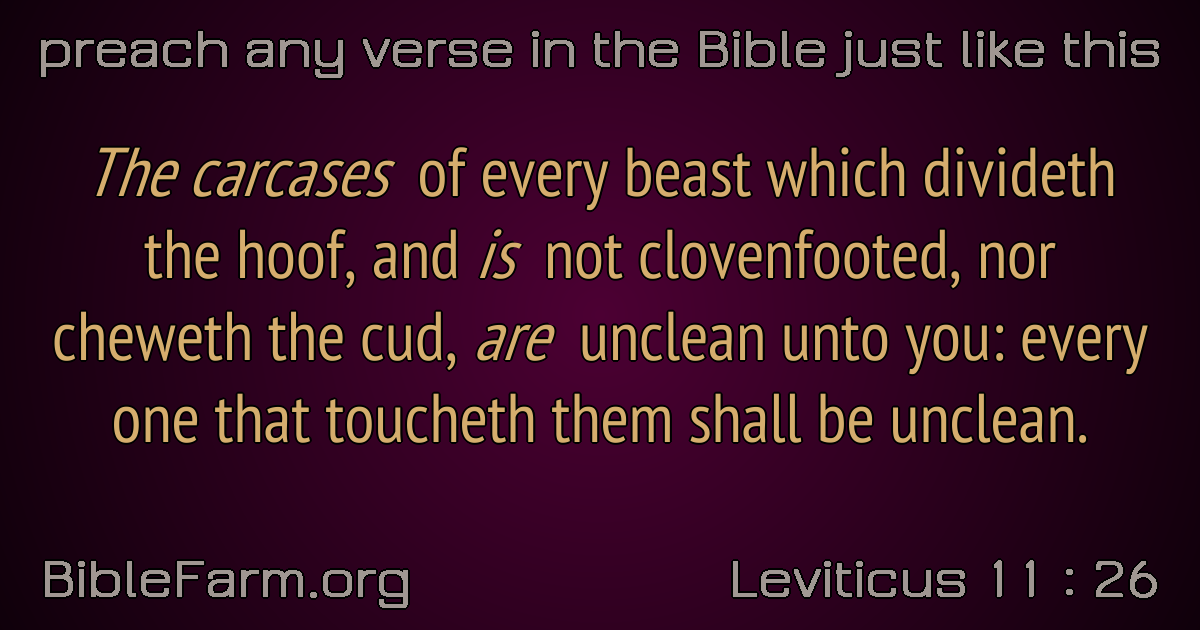 preach any verse in the Bible just like this
The carcases of every beast which divideth
the hoof, and is not clovenfooted, nor
cheweth the cud, are unclean unto you: every
one that toucheth them shall be unclean.
BibleFarm.org
Leviticus 11 : 26